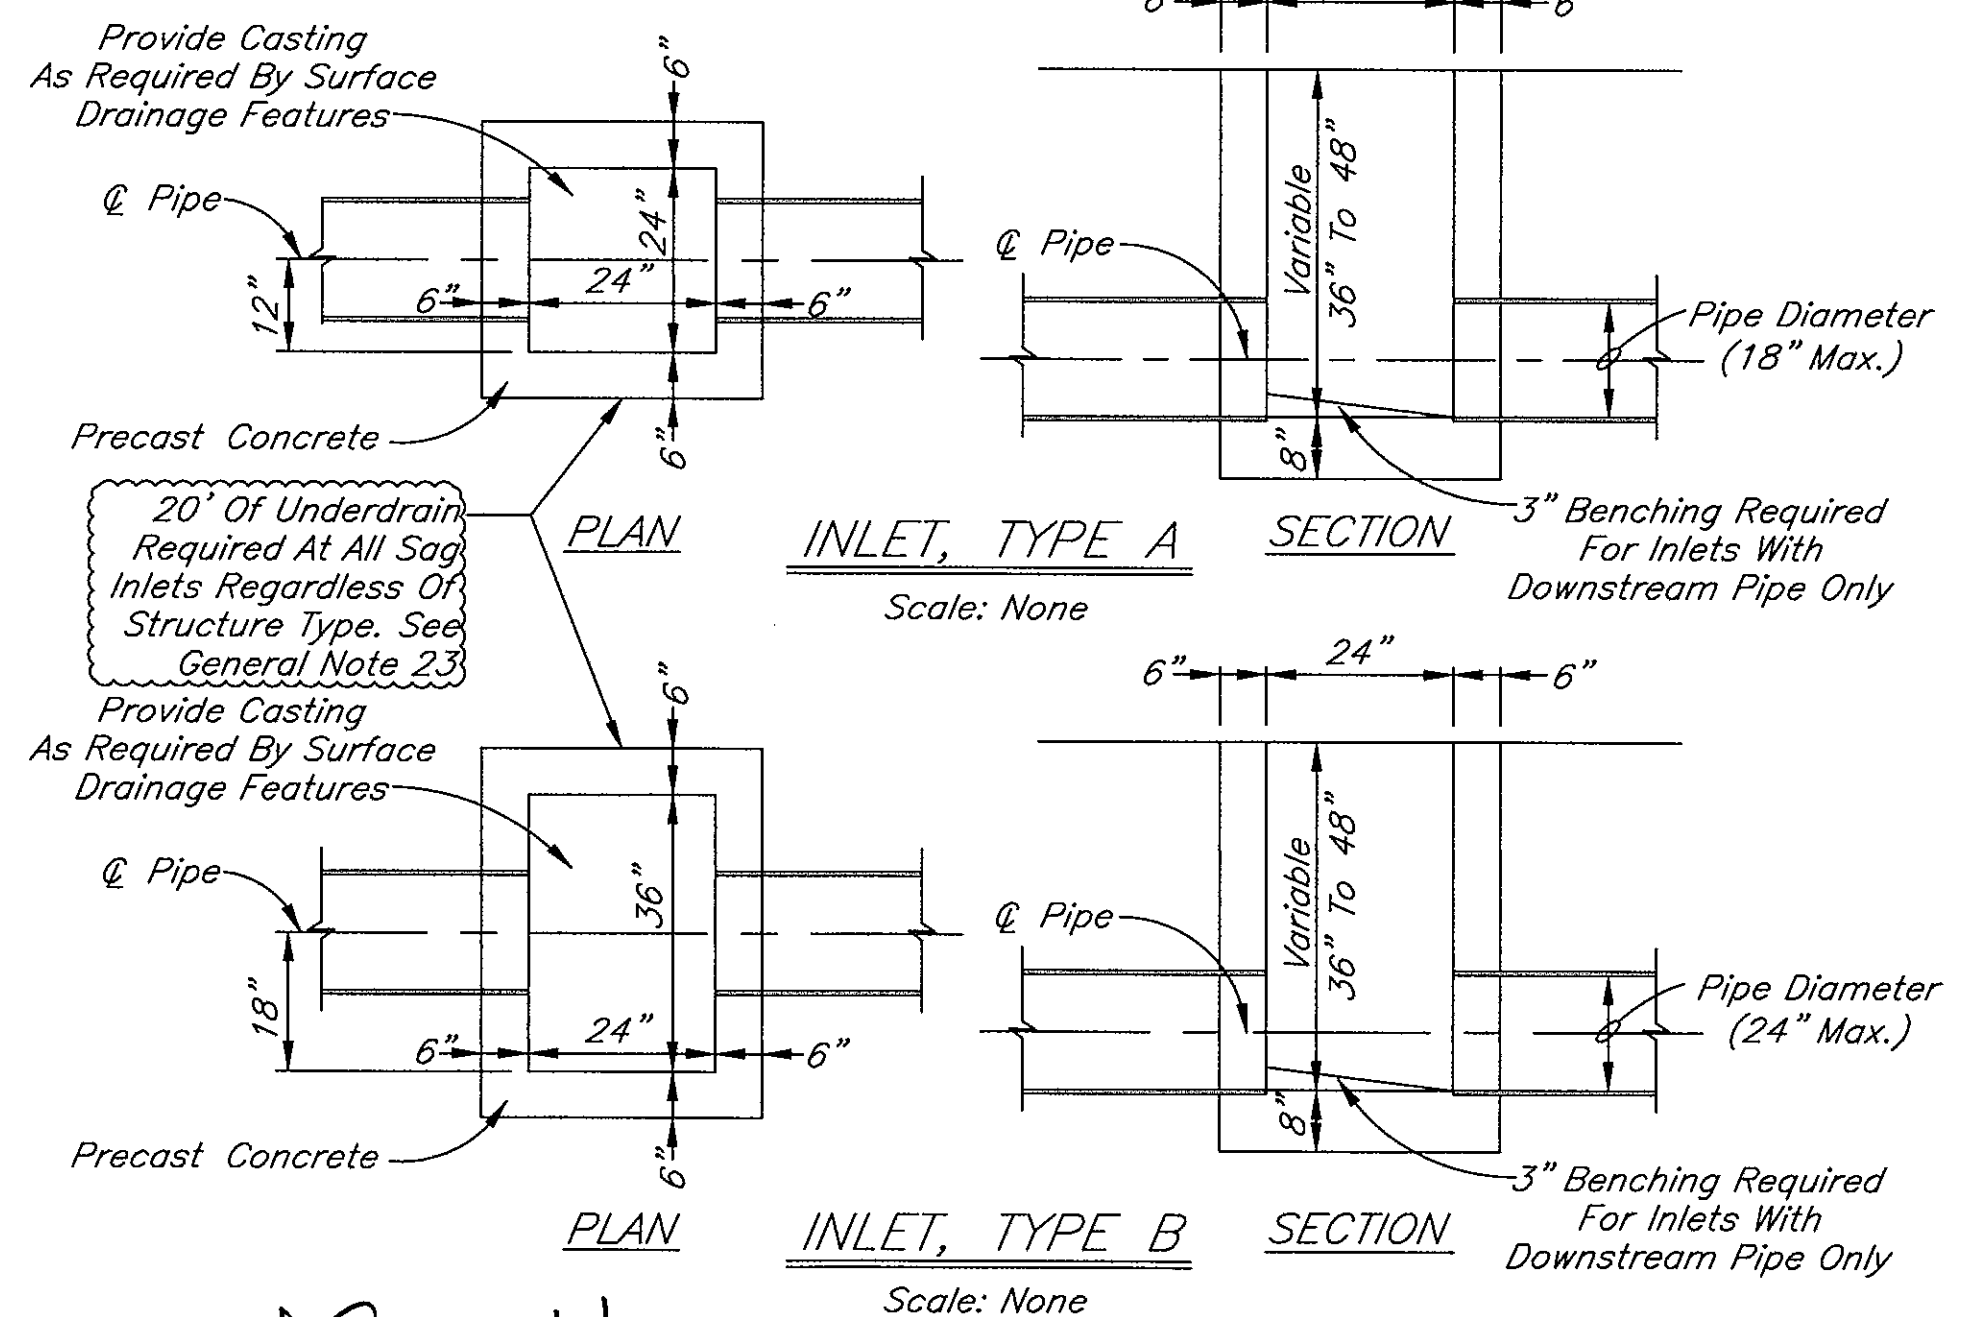 Provide Casting
As Required By Surface
Drainage Features
6"
℄ Pipe
24"
24"
12"
6"
6"
6"
Precast Concrete
20' Of Underdrain
Required At All Sag
Inlets Regardless Of
Structure Type. See
General Note 23
PLAN
INLET, TYPE A
Scale: None
6"
6"
Variable
36" To 48"
℄ Pipe
Pipe Diameter
(18" Max.)
8"
SECTION
3" Benching Required
For Inlets With
Downstream Pipe Only
Provide Casting
As Required By Surface
Drainage Features
6"
℄ Pipe
36"
18"
24"
6"
6"
6"
Precast Concrete
PLAN
INLET, TYPE B
Scale: None
6"
24"
6"
Variable
36" To 48"
℄ Pipe
Pipe Diameter
(24" Max.)
8"
SECTION
3" Benching Required
For Inlets With
Downstream Pipe Only